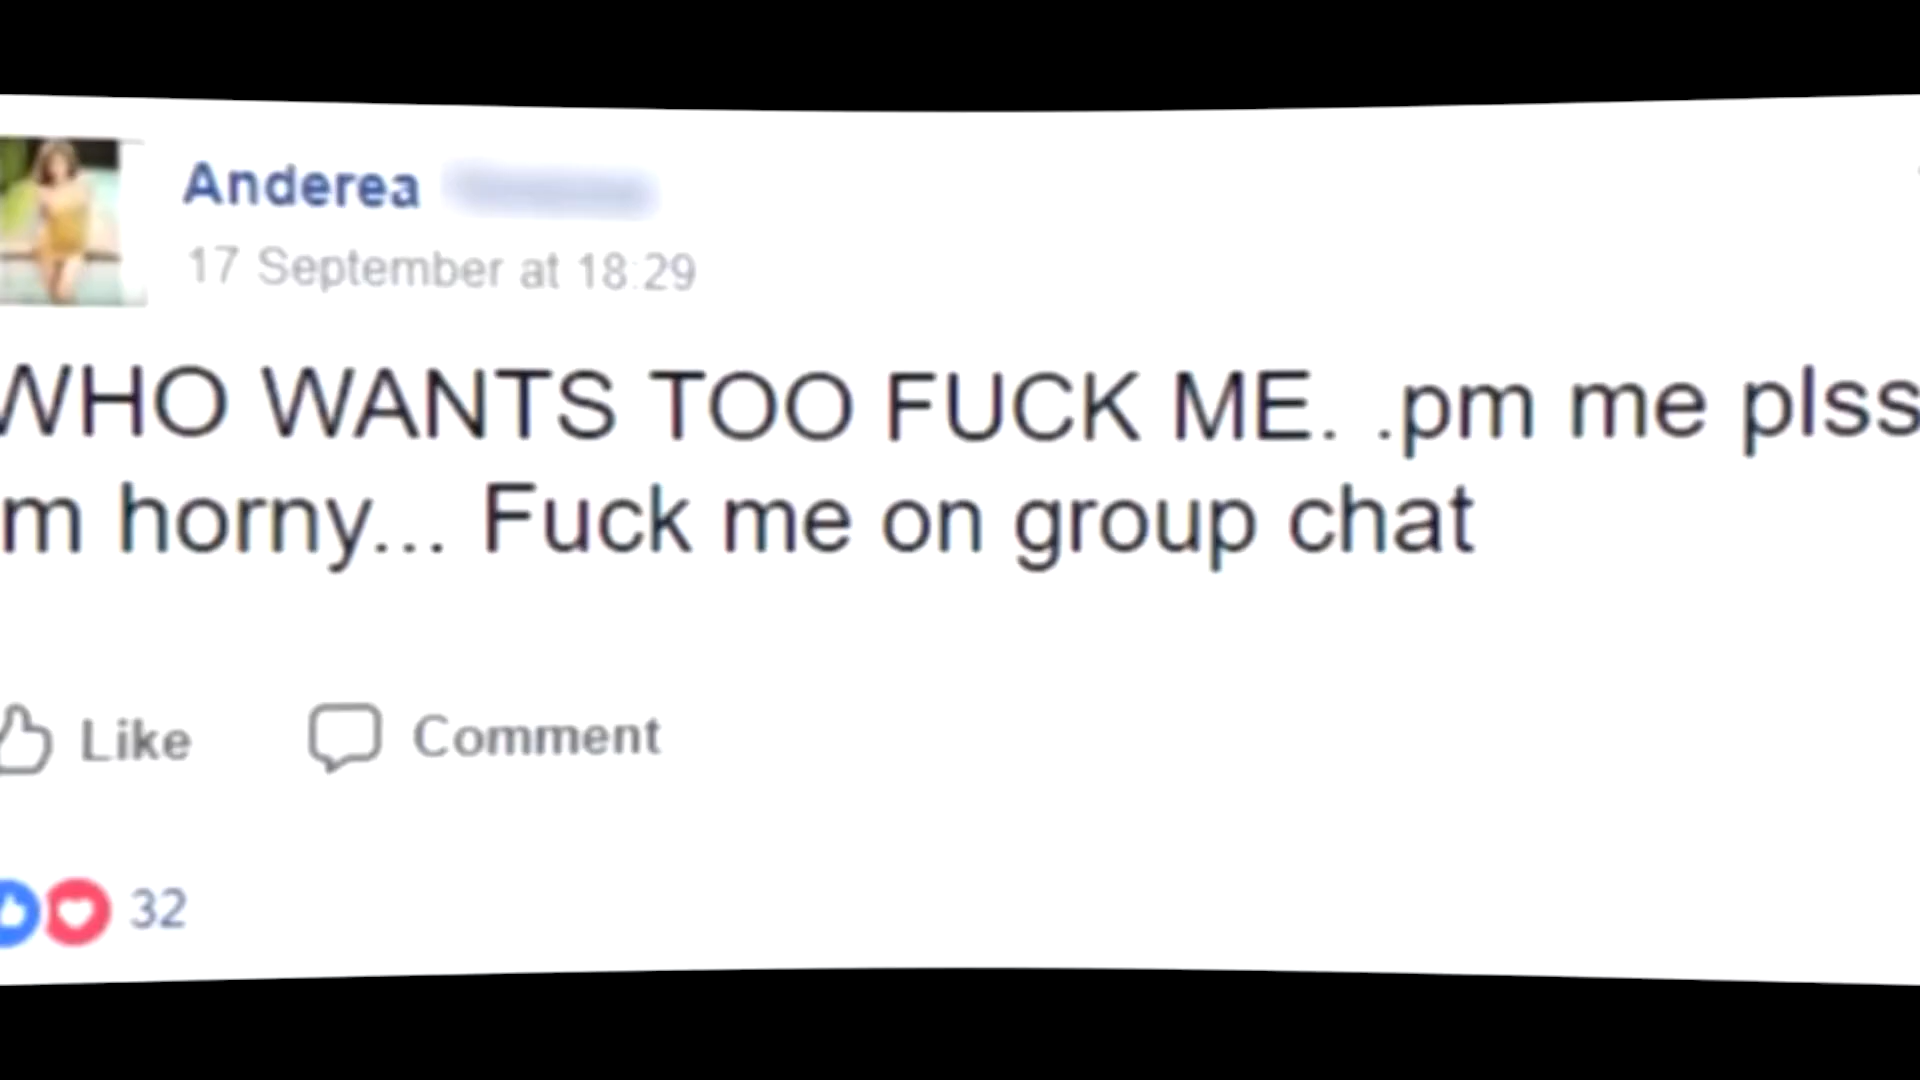 Anderea
17 September at 18:29
WHO WANTS TOO FUCK ME. .pm me plss
m horny... Fuck me on group chat
Like Comment
32